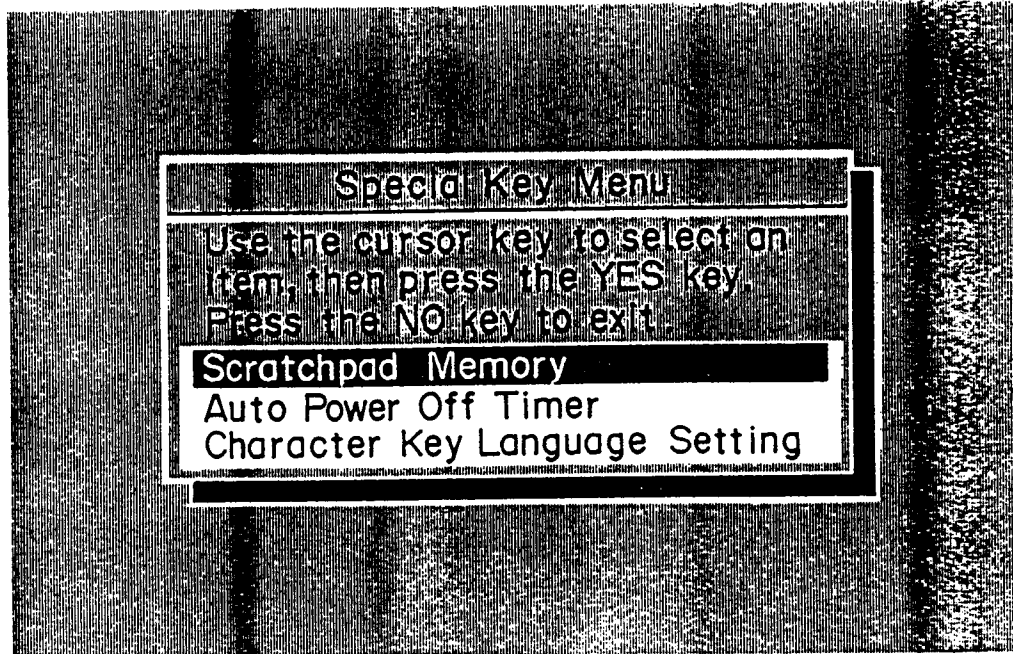 Special Key Menu
Use the cursor key to select an
item, then press the YES key.
Press the NO key to exit.
Scratchpad Memory
Auto Power Off Timer
Character Key Language Setting